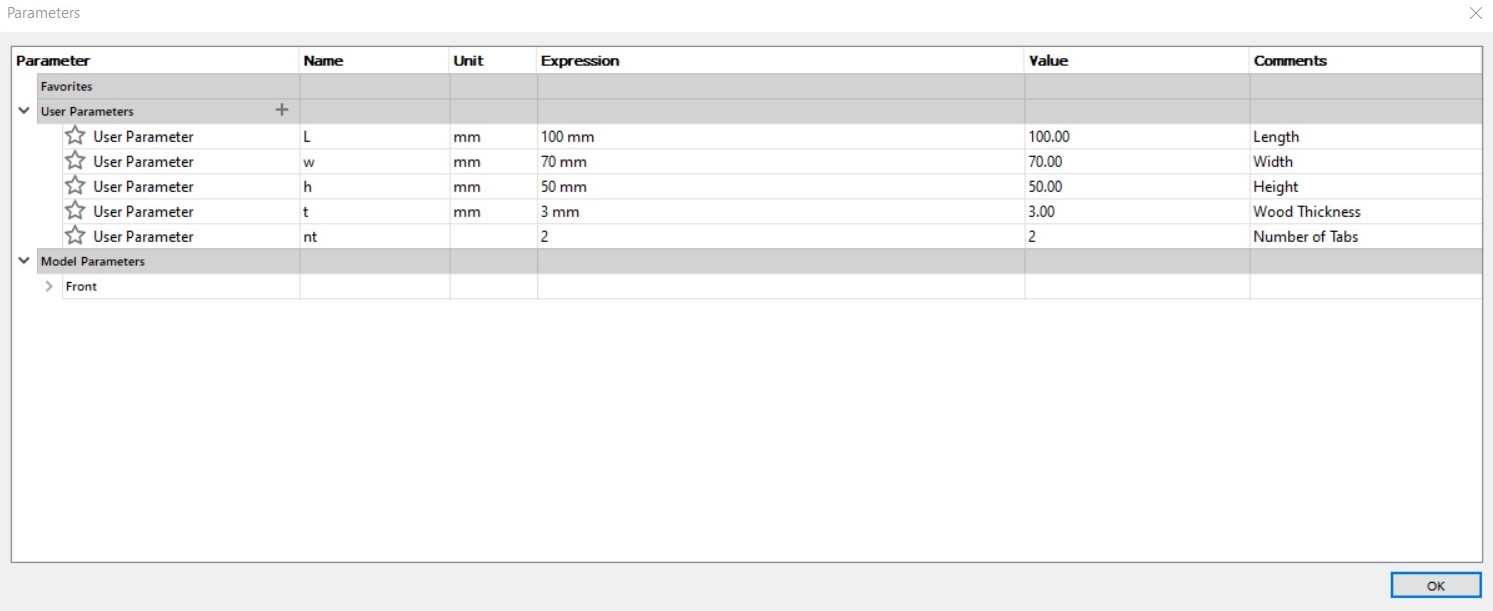 Parameters
Parameter Name Unit Expression Value Comments
Favorites
User Parameters +
User Parameter L mm 100 mm 100.00 Length
User Parameter w mm 70 mm 70.00 Width
User Parameter h mm 50 mm 50.00 Height
User Parameter t mm 3 mm 3.00 Wood Thickness
User Parameter nt 2 2 Number of Tabs
Model Parameters
Front
OK